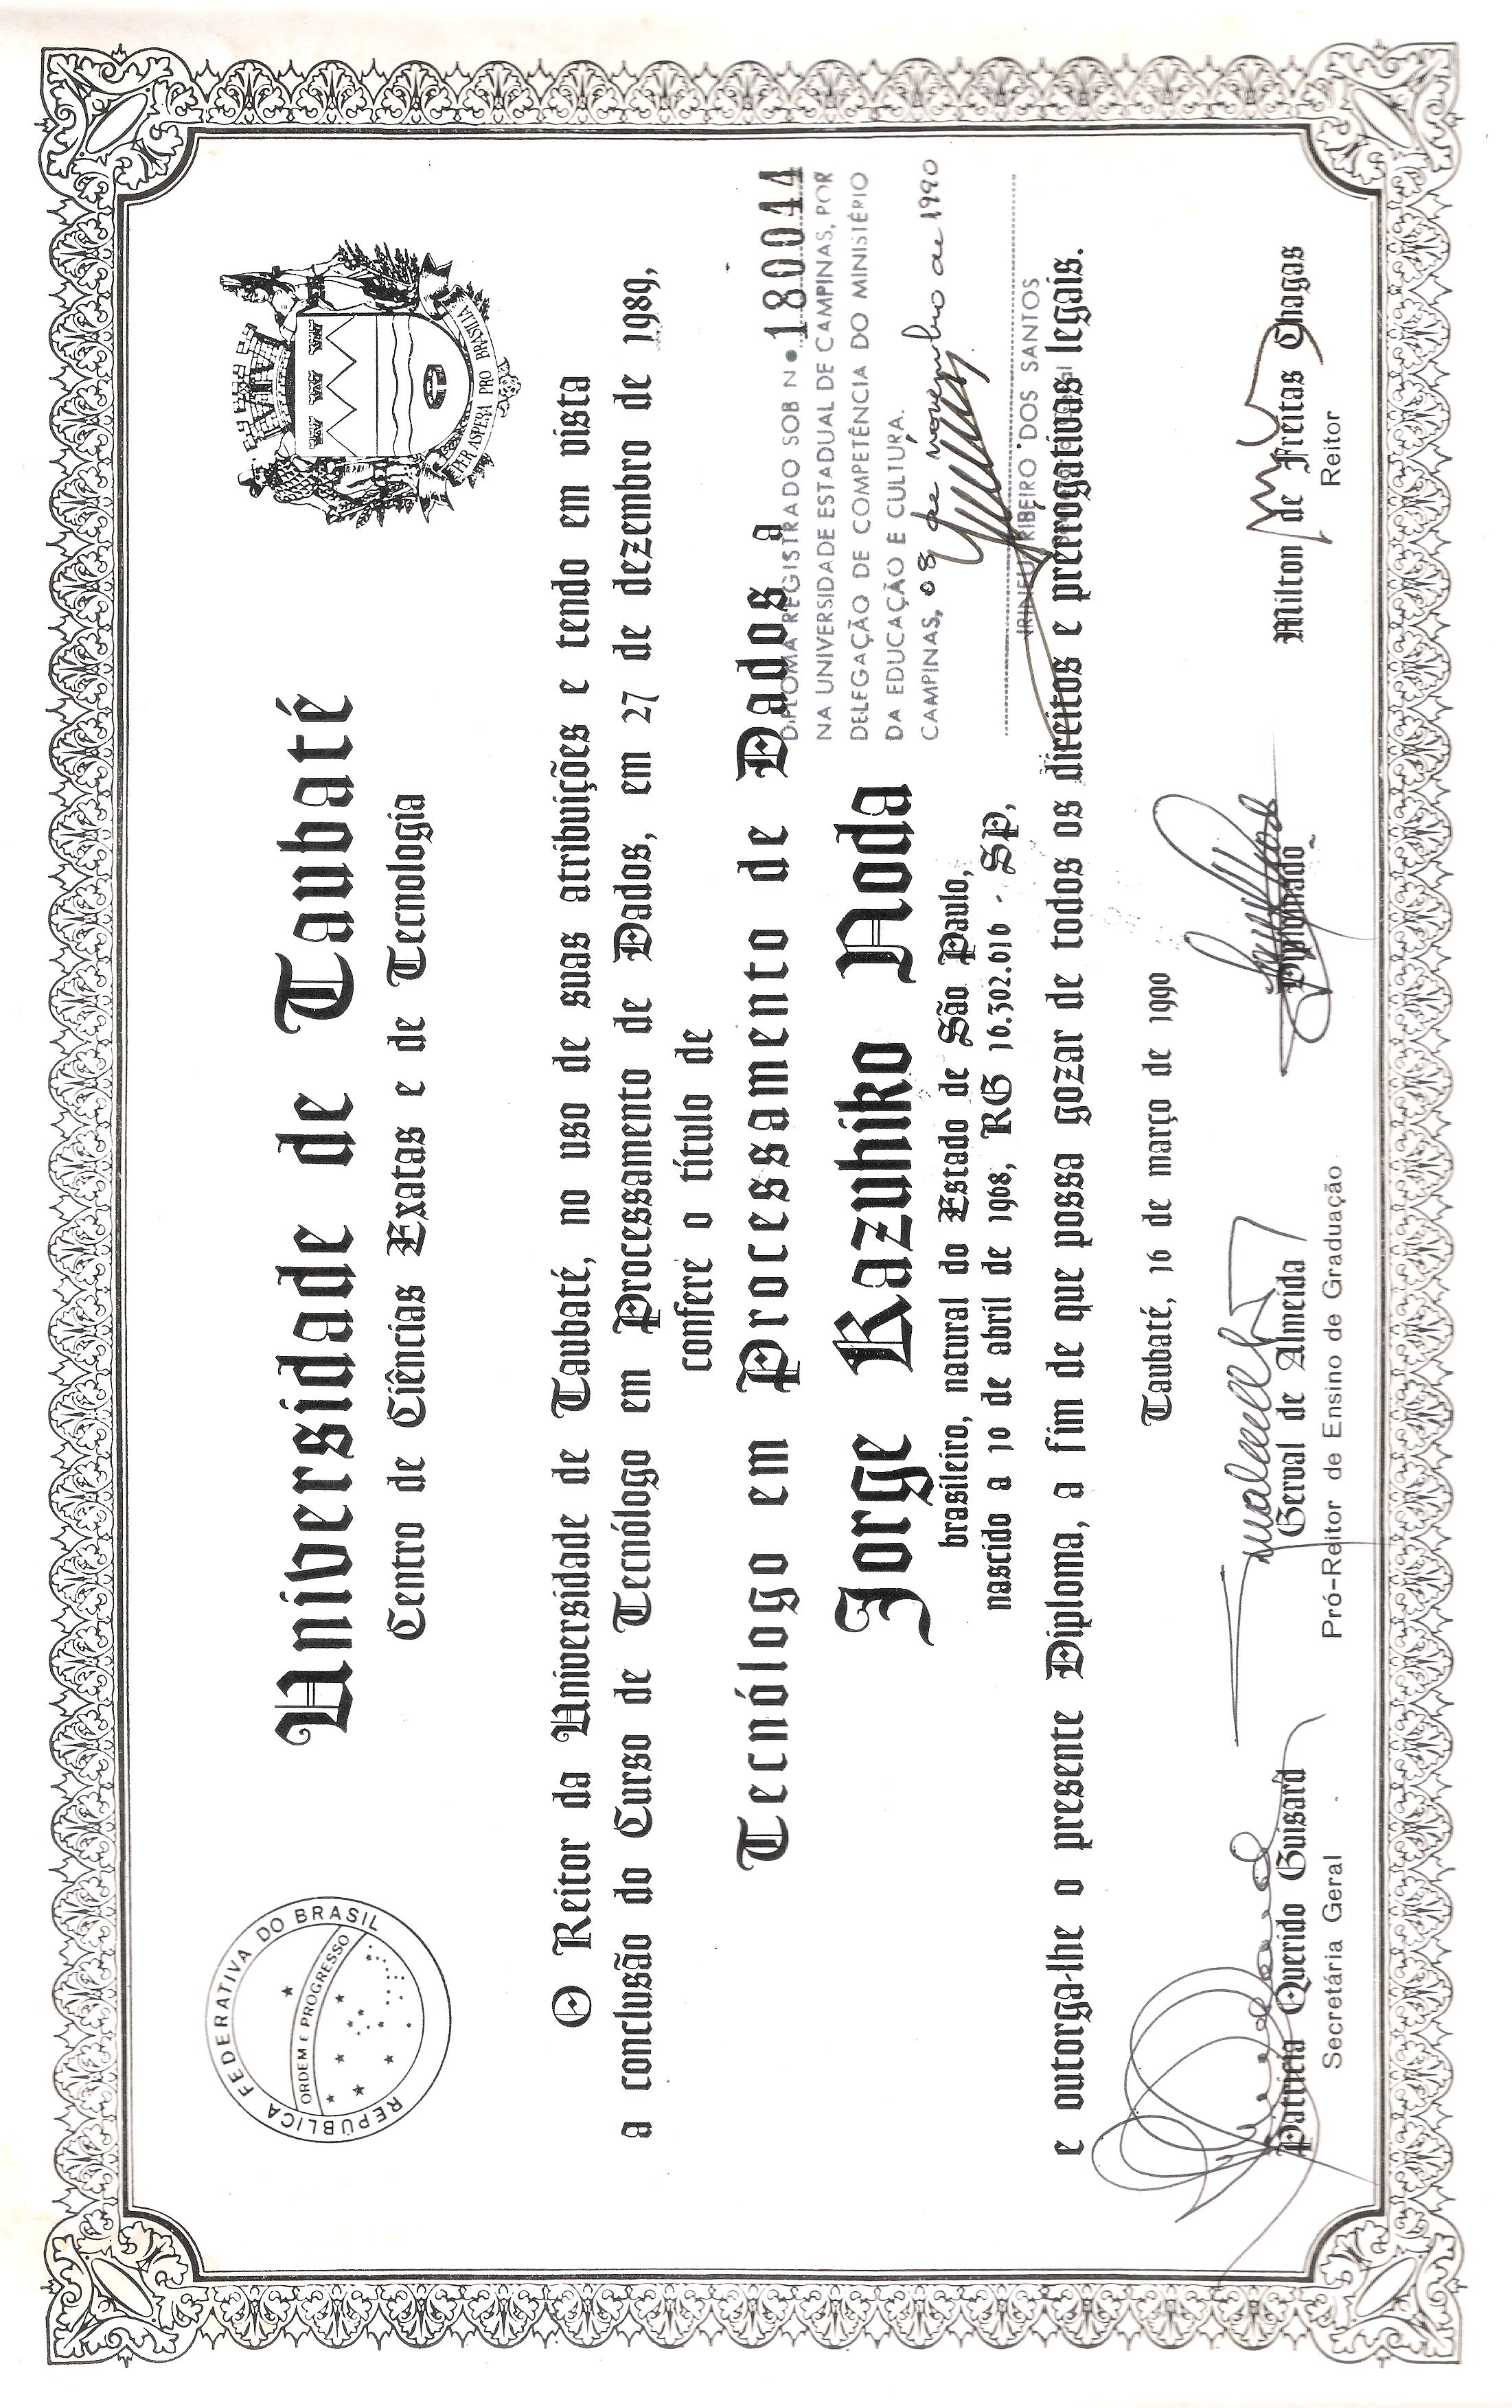 REPÚBLICA FEDERATIVA DO BRASIL
ORDEM E PROGRESSO
Universidade de Taubaté
Centro de Ciências Exatas e de Tecnologia
PER ASPERA PRO BRASILIA
O Reitor da Universidade de Taubaté, no uso de suas atribuições e tendo em vista
a conclusão do Curso de Tecnólogo em Processamento de Dados, em 27 de dezembro de 1989,
confere o título de
Tecnólogo em Processamento de Dados a
Jorge Kazuhiko Noda
brasileiro, natural do Estado de São Paulo,
nascido a 10 de abril de 1968, RG 16.302.616 - SP,
DIPLOMA REGISTRADO SOB N. 180044
NA UNIVERSIDADE ESTADUAL DE CAMPINAS, POR
DELEGAÇÃO DE COMPETÊNCIA DO MINISTÉRIO
DA EDUCAÇÃO E CULTURA.
CAMPINAS, 08 de novembro de 1990
IRINEU RIBEIRO DOS SANTOS
e outorga-lhe o presente Diploma, a fim de que possa gozar de todos os direitos e prerrogativas legais.
Taubaté, 16 de março de 1990
Patricia Querido Guisard
Secretária Geral
Gerval de Almeida
Pró-Reitor de Ensino de Graduação
Diplomado
Milton de Freitas Chagas
Reitor